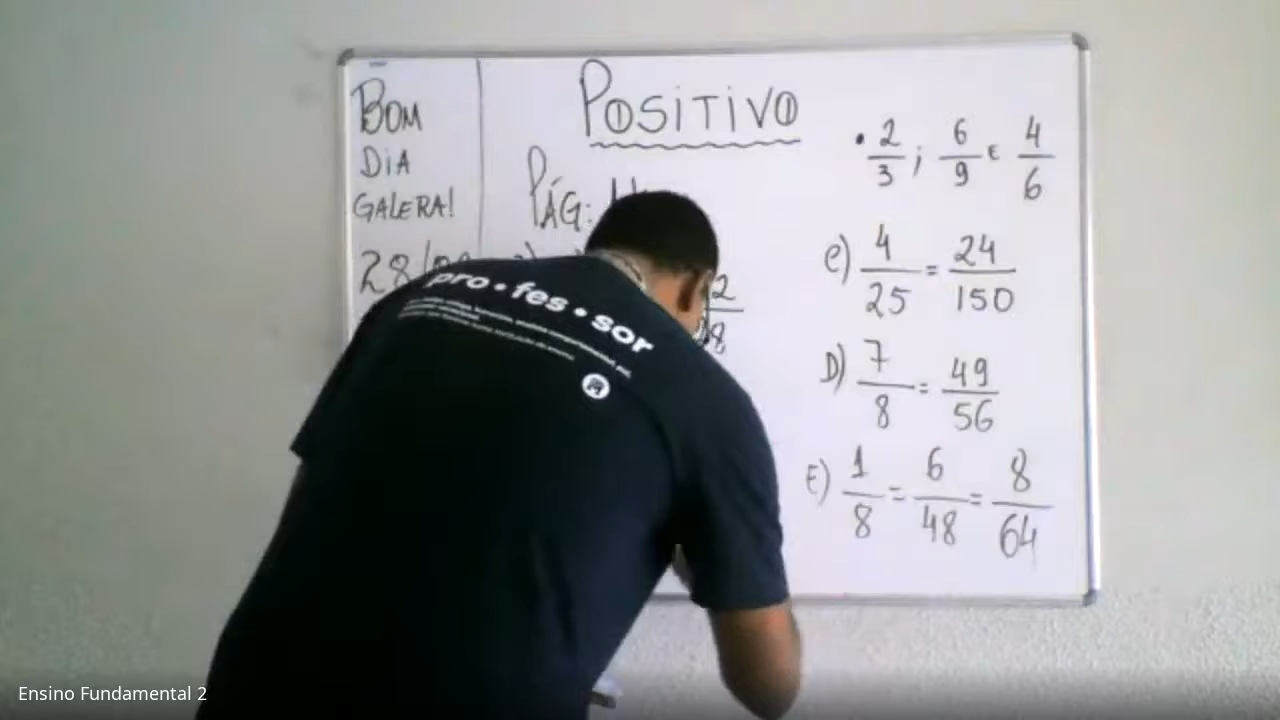 BOM
DIA
GALERA!
POSITIVO
PÁG:
• 2/3 ; 6/9 e 4/6
C) 4/25 = 24/150
D) 7/8 = 49/56
E) 1/8 = 6/48 = 8/64
pro•fes•sor
Ensino Fundamental 2